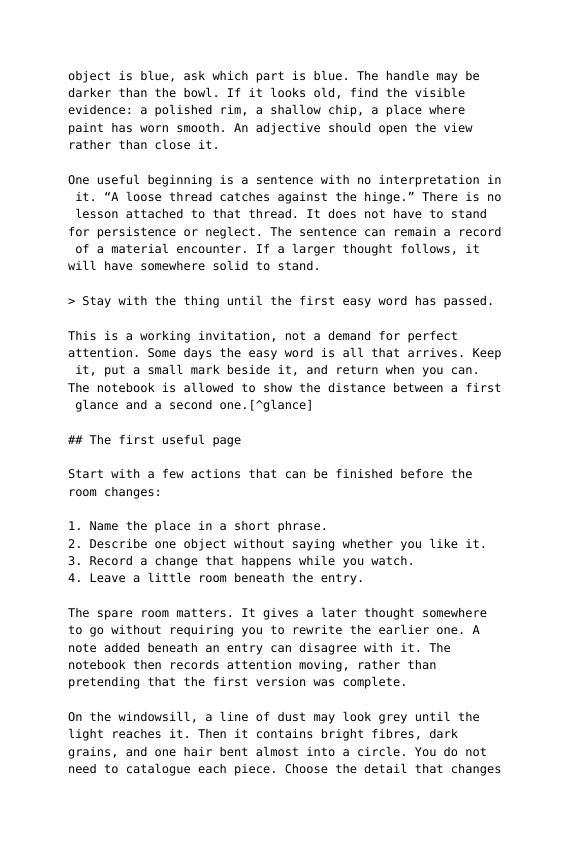 object is blue, ask which part is blue. The handle may be
darker than the bowl. If it looks old, find the visible
evidence: a polished rim, a shallow chip, a place where
paint has worn smooth. An adjective should open the view
rather than close it.

One useful beginning is a sentence with no interpretation in
 it. “A loose thread catches against the hinge.” There is no
 lesson attached to that thread. It does not have to stand
for persistence or neglect. The sentence can remain a record
 of a material encounter. If a larger thought follows, it
will have somewhere solid to stand.

> Stay with the thing until the first easy word has passed.

This is a working invitation, not a demand for perfect
attention. Some days the easy word is all that arrives. Keep
 it, put a small mark beside it, and return when you can.
The notebook is allowed to show the distance between a first
 glance and a second one.[^glance]

## The first useful page

Start with a few actions that can be finished before the
room changes:

1. Name the place in a short phrase.
2. Describe one object without saying whether you like it.
3. Record a change that happens while you watch.
4. Leave a little room beneath the entry.

The spare room matters. It gives a later thought somewhere
to go without requiring you to rewrite the earlier one. A
note added beneath an entry can disagree with it. The
notebook then records attention moving, rather than
pretending that the first version was complete.

On the windowsill, a line of dust may look grey until the
light reaches it. Then it contains bright fibres, dark
grains, and one hair bent almost into a circle. You do not
need to catalogue each piece. Choose the detail that changes